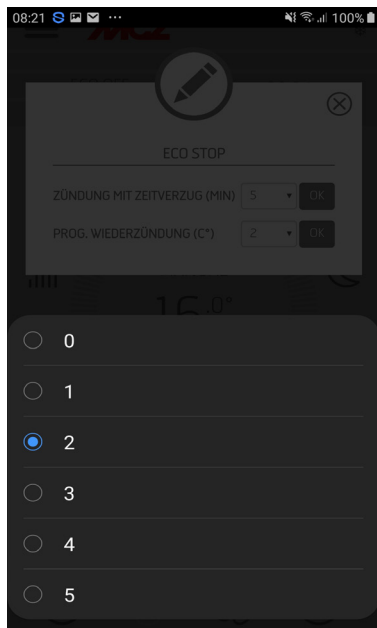 08:21 ... 100%
MCZ
ECO STOP
ZÜNDUNG MIT ZEITVERZUG (MIN) 5 OK
PROG. WIEDERZÜNDUNG (C°) 2 OK
16.0°
0
1
2
3
4
5